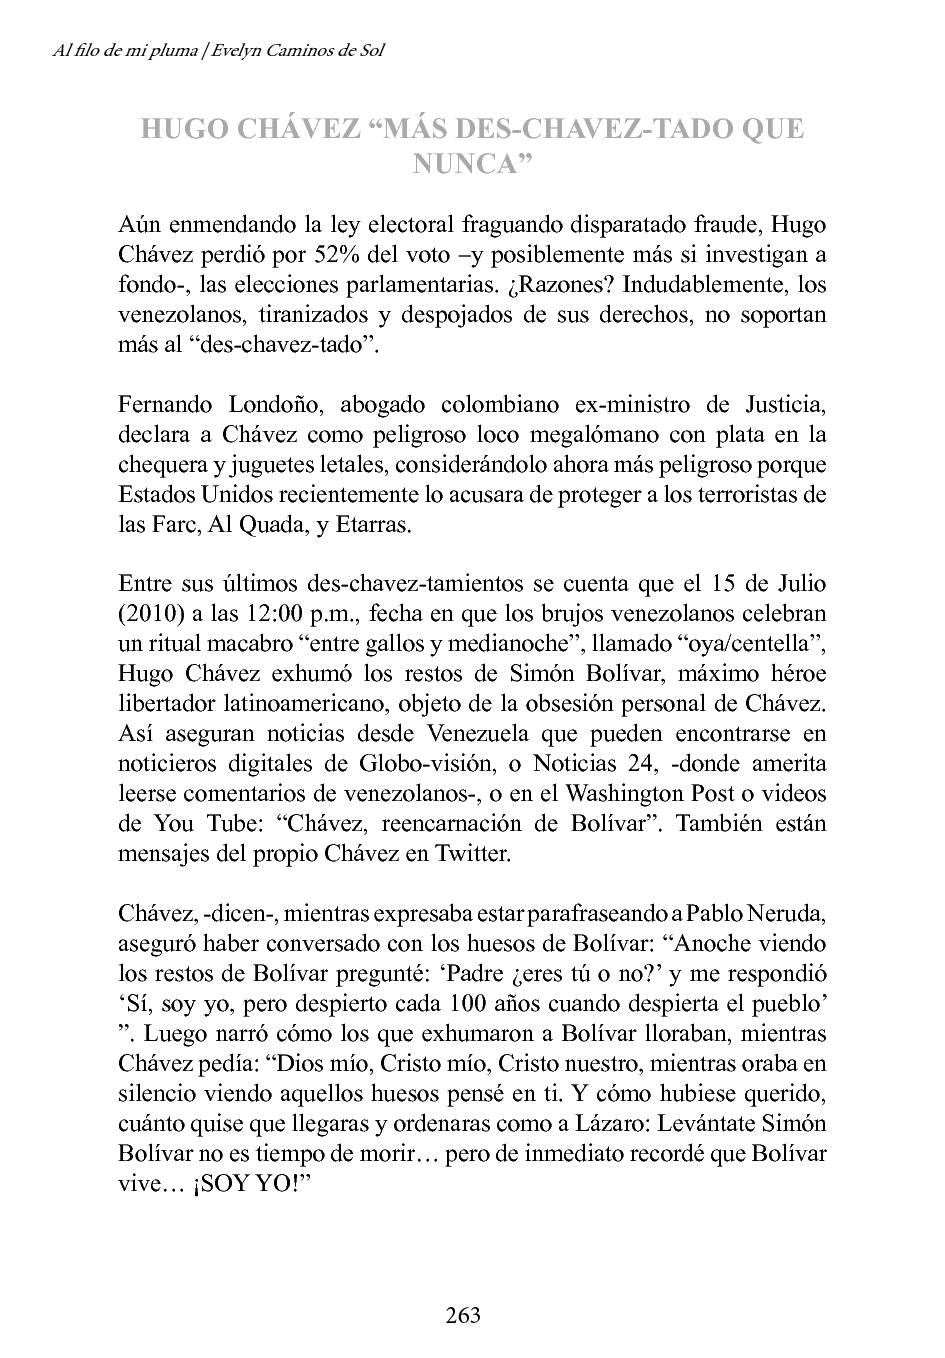 Al filo de mi pluma | Evelyn Caminos de Sol
HUGO CHÁVEZ “MÁS DES-CHAVEZ-TADO QUE
NUNCA”
Aún enmendando la ley electoral fraguando disparatado fraude, Hugo
Chávez perdió por 52% del voto –y posiblemente más si investigan a
fondo-, las elecciones parlamentarias. ¿Razones? Indudablemente, los
venezolanos, tiranizados y despojados de sus derechos, no soportan
más al “des-chavez-tado”.
Fernando Londoño, abogado colombiano ex-ministro de Justicia,
declara a Chávez como peligroso loco megalómano con plata en la
chequera y juguetes letales, considerándolo ahora más peligroso porque
Estados Unidos recientemente lo acusara de proteger a los terroristas de
las Farc, Al Quada, y Etarras.
Entre sus últimos des-chavez-tamientos se cuenta que el 15 de Julio
(2010) a las 12:00 p.m., fecha en que los brujos venezolanos celebran
un ritual macabro “entre gallos y medianoche”, llamado “oya/centella”,
Hugo Chávez exhumó los restos de Simón Bolívar, máximo héroe
libertador latinoamericano, objeto de la obsesión personal de Chávez.
Así aseguran noticias desde Venezuela que pueden encontrarse en
noticieros digitales de Globo-visión, o Noticias 24, -donde amerita
leerse comentarios de venezolanos-, o en el Washington Post o videos
de You Tube: “Chávez, reencarnación de Bolívar”. También están
mensajes del propio Chávez en Twitter.
Chávez, -dicen-, mientras expresaba estar parafraseando a Pablo Neruda,
aseguró haber conversado con los huesos de Bolívar: “Anoche viendo
los restos de Bolívar pregunté: ‘Padre ¿eres tú o no?’ y me respondió
‘Sí, soy yo, pero despierto cada 100 años cuando despierta el pueblo’
”. Luego narró cómo los que exhumaron a Bolívar lloraban, mientras
Chávez pedía: “Dios mío, Cristo mío, Cristo nuestro, mientras oraba en
silencio viendo aquellos huesos pensé en ti. Y cómo hubiese querido,
cuánto quise que llegaras y ordenaras como a Lázaro: Levántate Simón
Bolívar no es tiempo de morir… pero de inmediato recordé que Bolívar
vive… ¡SOY YO!”
263